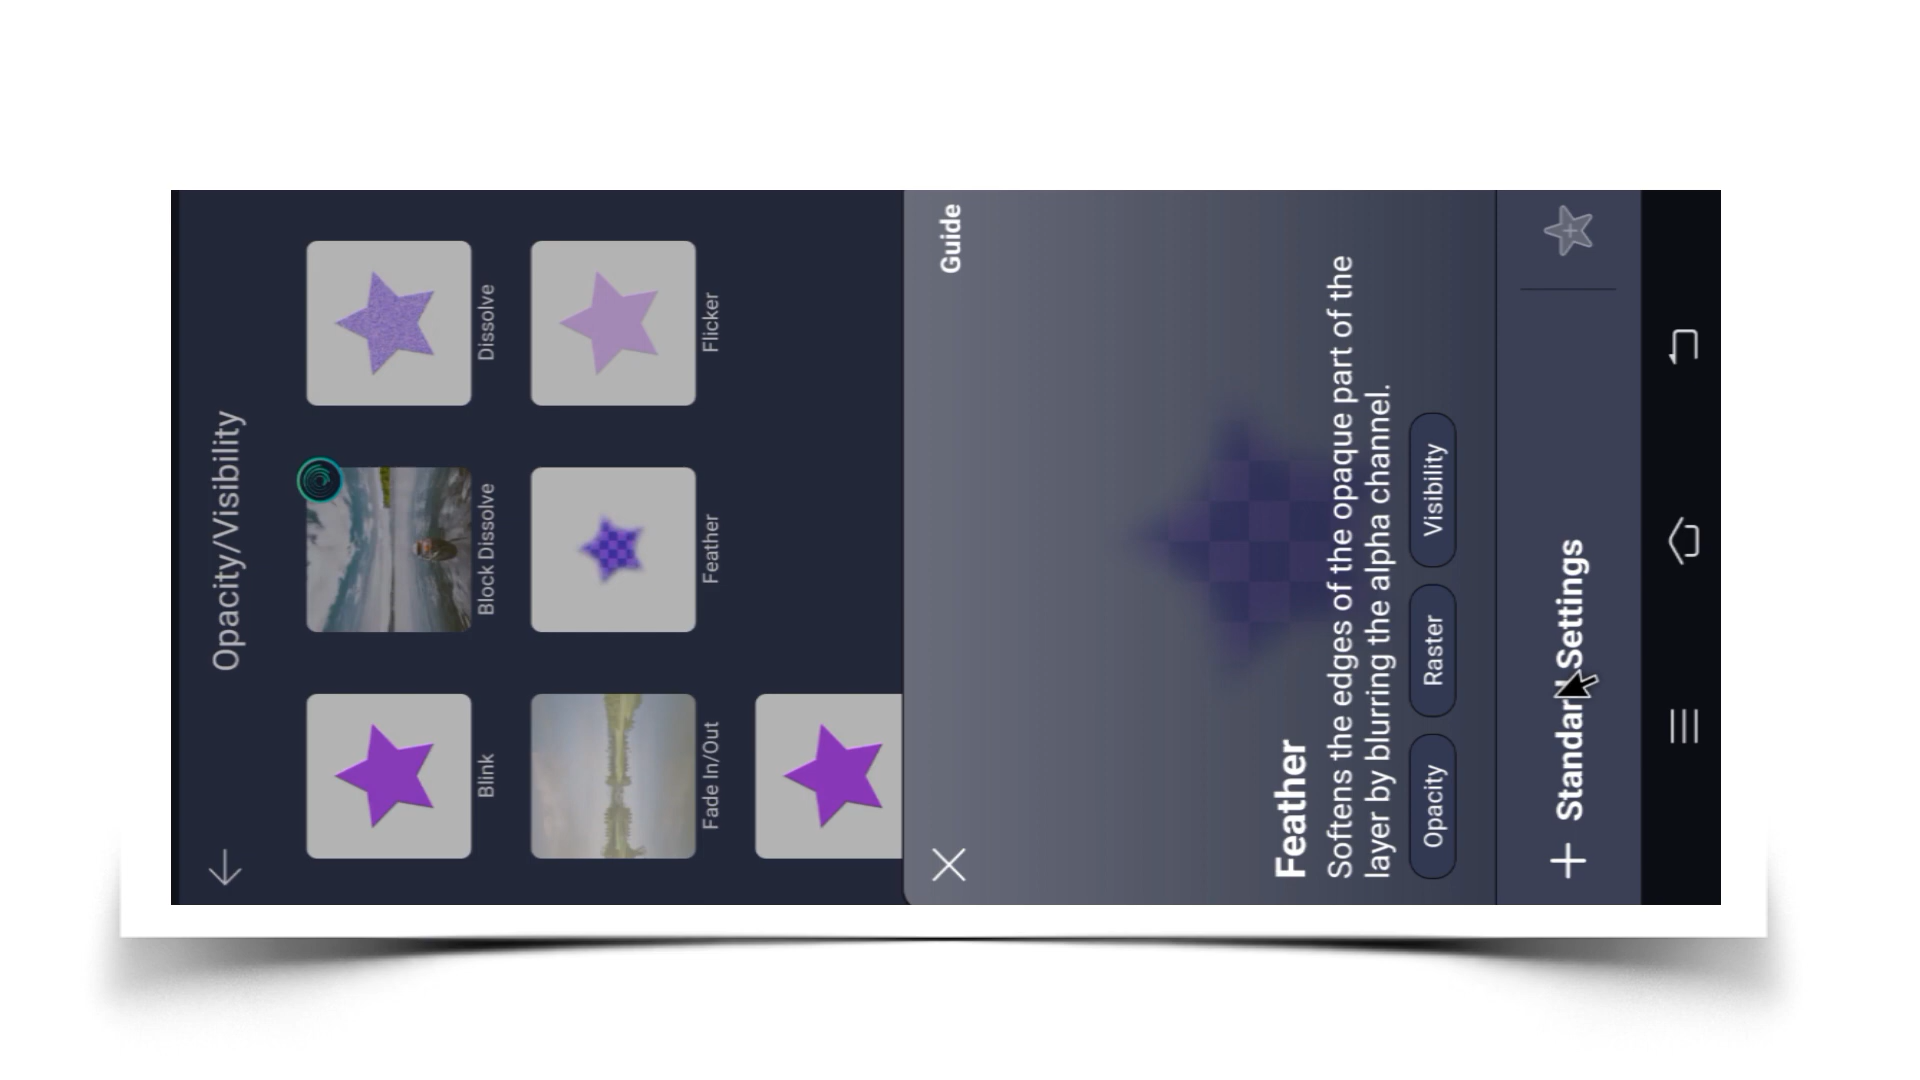 Opacity/Visibility
Blink
Block Dissolve
Dissolve
Fade In/Out
Feather
Flicker
Guide
Feather
Softens the edges of the opaque part of the
layer by blurring the alpha channel.
Opacity
Raster
Visibility
Standard Settings